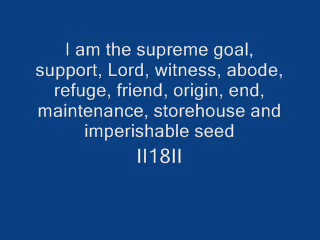 I am the supreme goal,
support, Lord, witness, abode,
refuge, friend, origin, end,
maintenance, storehouse and
imperishable seed
II18II